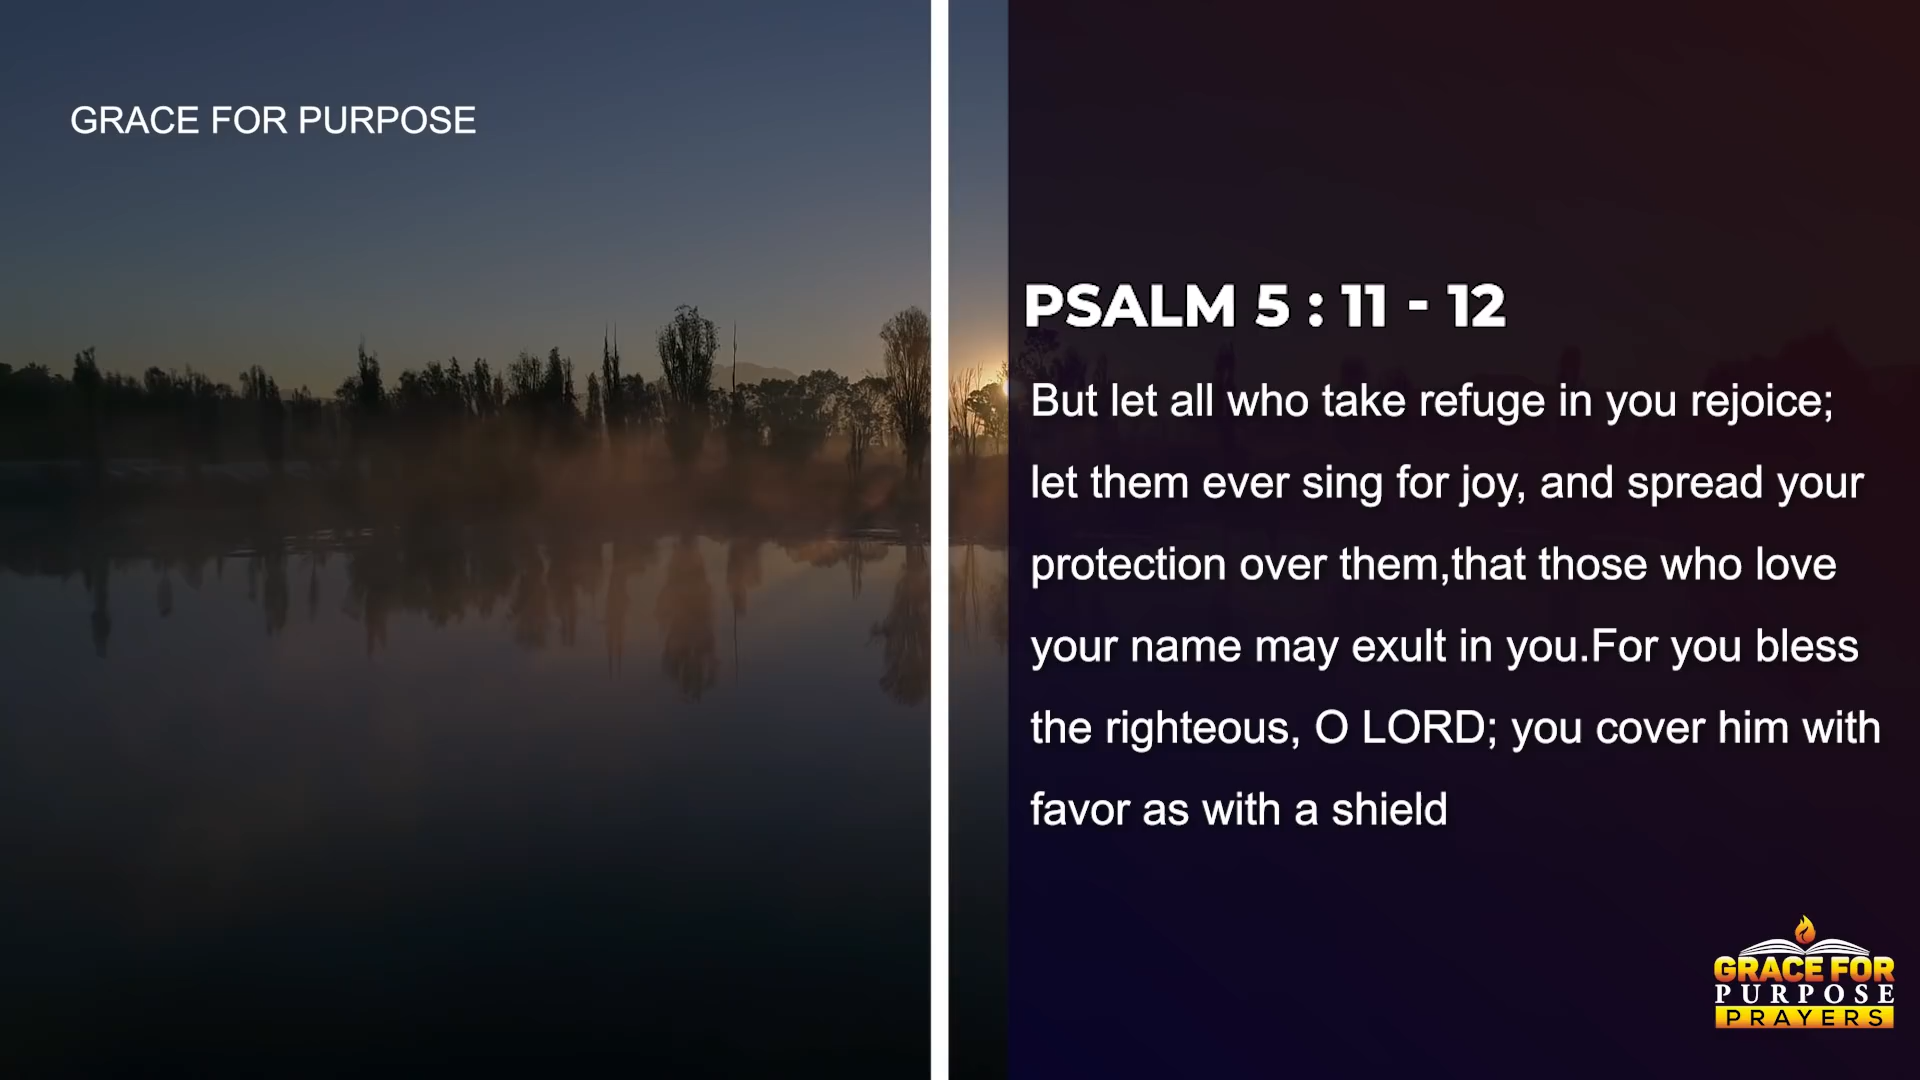 GRACE FOR PURPOSE
PSALM 5 : 11 - 12
But let all who take refuge in you rejoice;
let them ever sing for joy, and spread your
protection over them,that those who love
your name may exult in you.For you bless
the righteous, O LORD; you cover him with
favor as with a shield
GRACE FOR
PURPOSE
PRAYERS